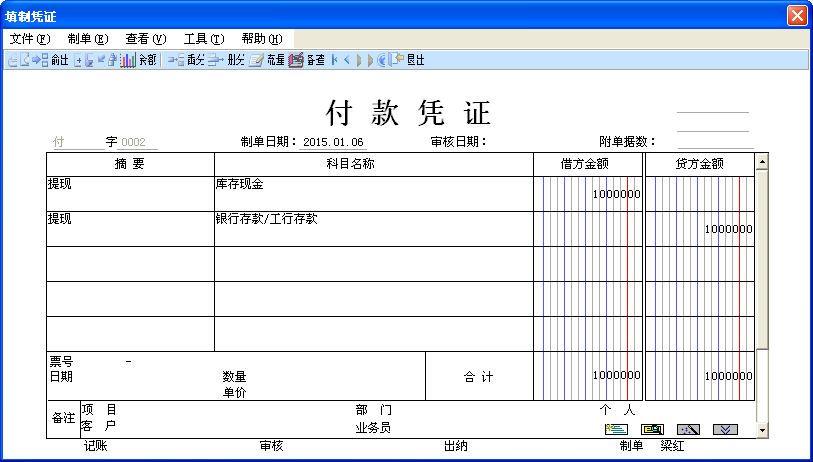 填制凭证
文件(F) 制单(E) 查看(V) 工具(T) 帮助(H)
输出 余额 插分 删分 流量 备查 退出
付 款 凭 证
付 字 0002 制单日期： 2015.01.06 审核日期： 附单据数：
摘 要 科目名称 借方金额 贷方金额
提现 库存现金 1000000
提现 银行存款/工行存款 1000000
票号 -
日期 数量 合 计 1000000 1000000
单价
备注 项 目 部 门 个 人
客 户 业务员
记账 审核 出纳 制单 梁红